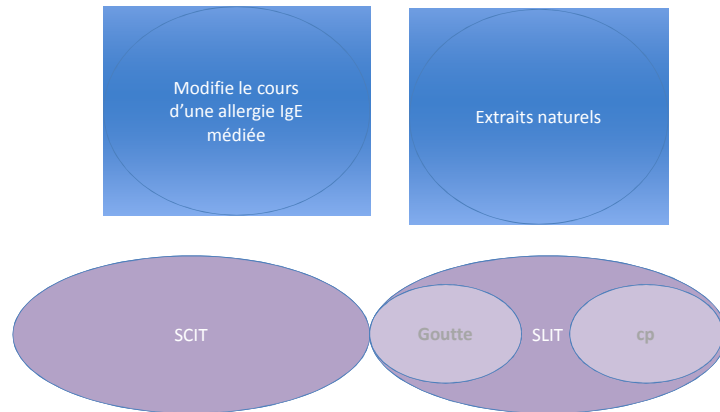 Modifie le cours
d’une allergie IgE
médiée
Extraits naturels
SCIT
Goutte
SLIT
cp